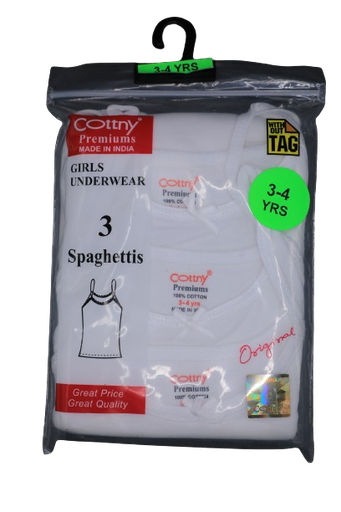 3-4 YRS
Cottny
Premiums
MADE IN INDIA
WITH
OUT
TAG
GIRLS
UNDERWEAR
3-4
YRS
3
Spaghettis
Cottny
Premiums
100% COT
Cottny
Premiums
100% COTTON
3-4 yrs
MADE IN
Original
Cottny
Premiums
100% COTTON
Great Price
Great Quality